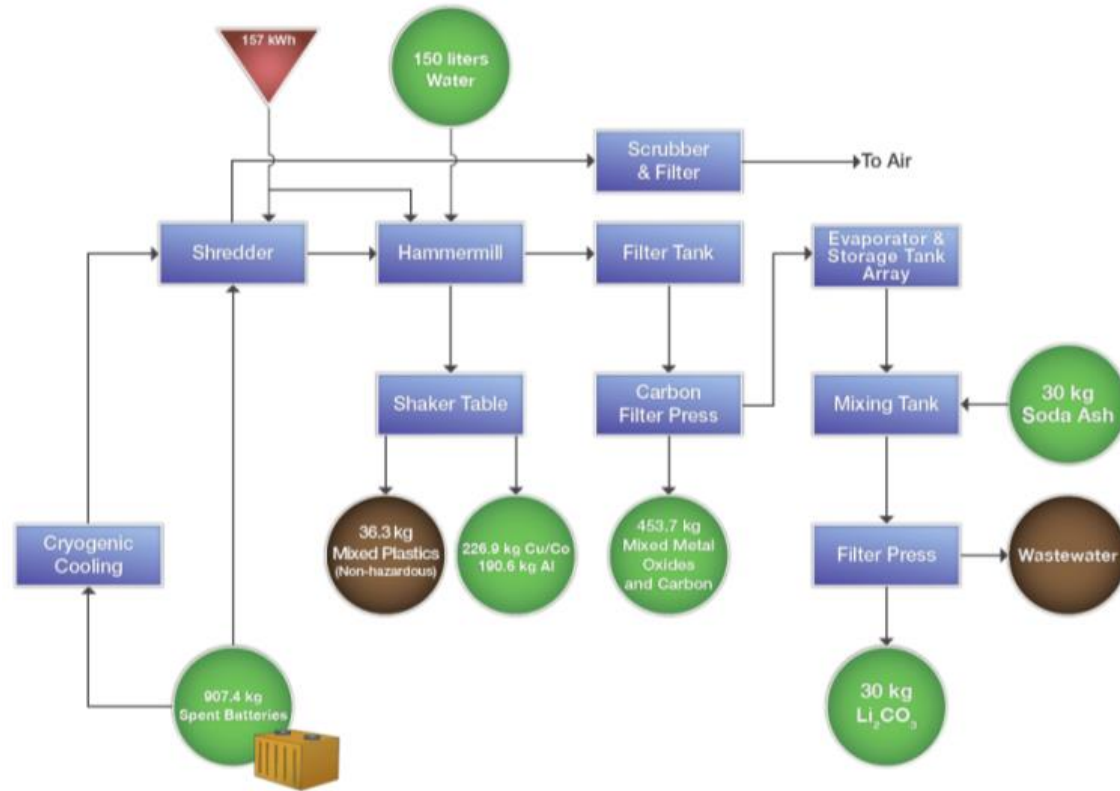 157 kWh
150 liters
Water
Scrubber
& Filter
To Air
Shredder
Hammermill
Filter Tank
Evaporator &
Storage Tank
Array
Shaker Table
Carbon
Filter Press
Mixing Tank
30 kg
Soda Ash
Cryogenic
Cooling
36.3 kg
Mixed Plastics
(Non-hazardous)
226.9 kg Cu/Co
190.6 kg Al
453.7 kg
Mixed Metal
Oxides
and Carbon
Filter Press
Wastewater
907.4 kg
Spent Batteries
30 kg
Li₂CO₃